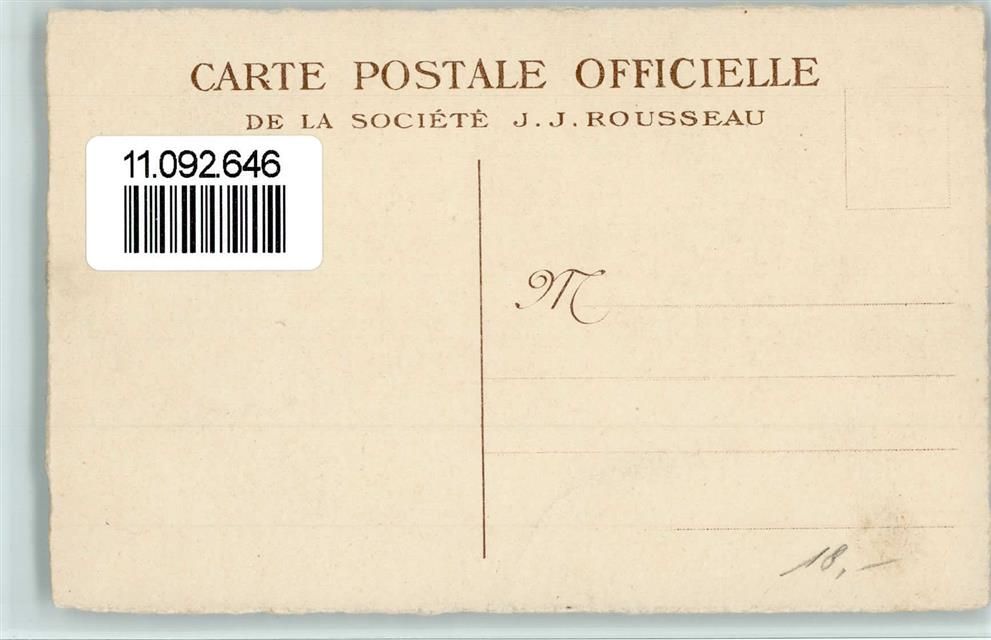 CARTE POSTALE OFFICIELLE
DE LA SOCIÉTÉ J.J. ROUSSEAU
11.092.646
M
18,-